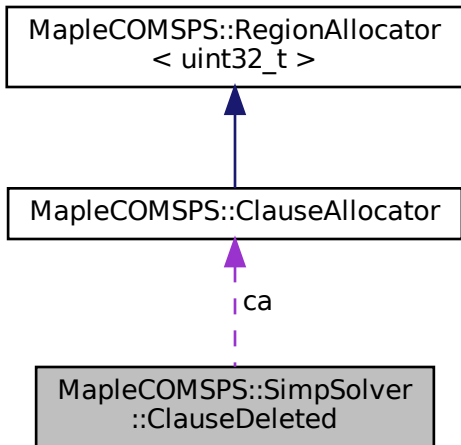 MapleCOMSPS::RegionAllocator
< uint32_t >
MapleCOMSPS::ClauseAllocator
ca
MapleCOMSPS::SimpSolver
::ClauseDeleted